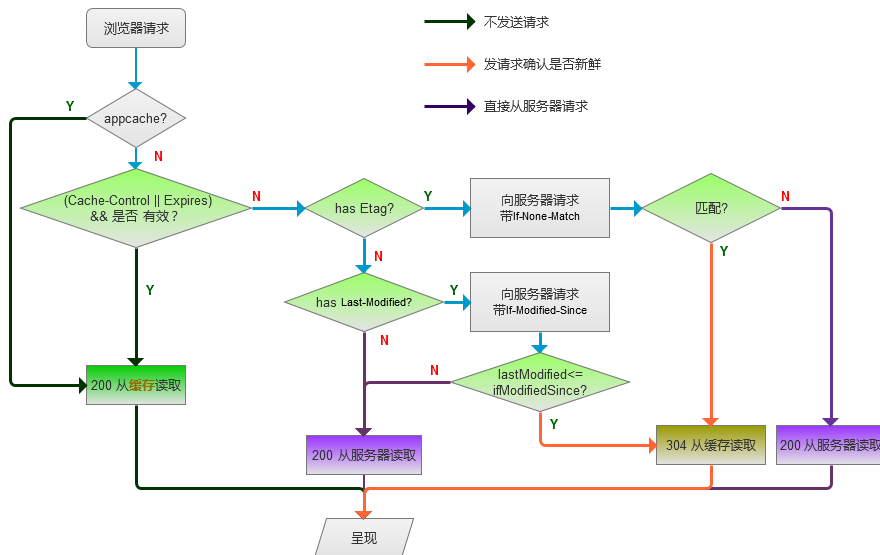 浏览器请求
不发送请求
发请求确认是否新鲜
直接从服务器请求
Y
appcache?
N
(Cache-Control || Expires)
&& 是否 有效?
N
has Etag?
Y
向服务器请求
带If-None-Match
匹配?
N
Y
N
Y
has Last-Modified?
Y
向服务器请求
带If-Modified-Since
N
N
lastModified<=
ifModifiedSince?
Y
200 从缓存读取
200 从服务器读取
304 从缓存读取
200 从服务器读取
呈现